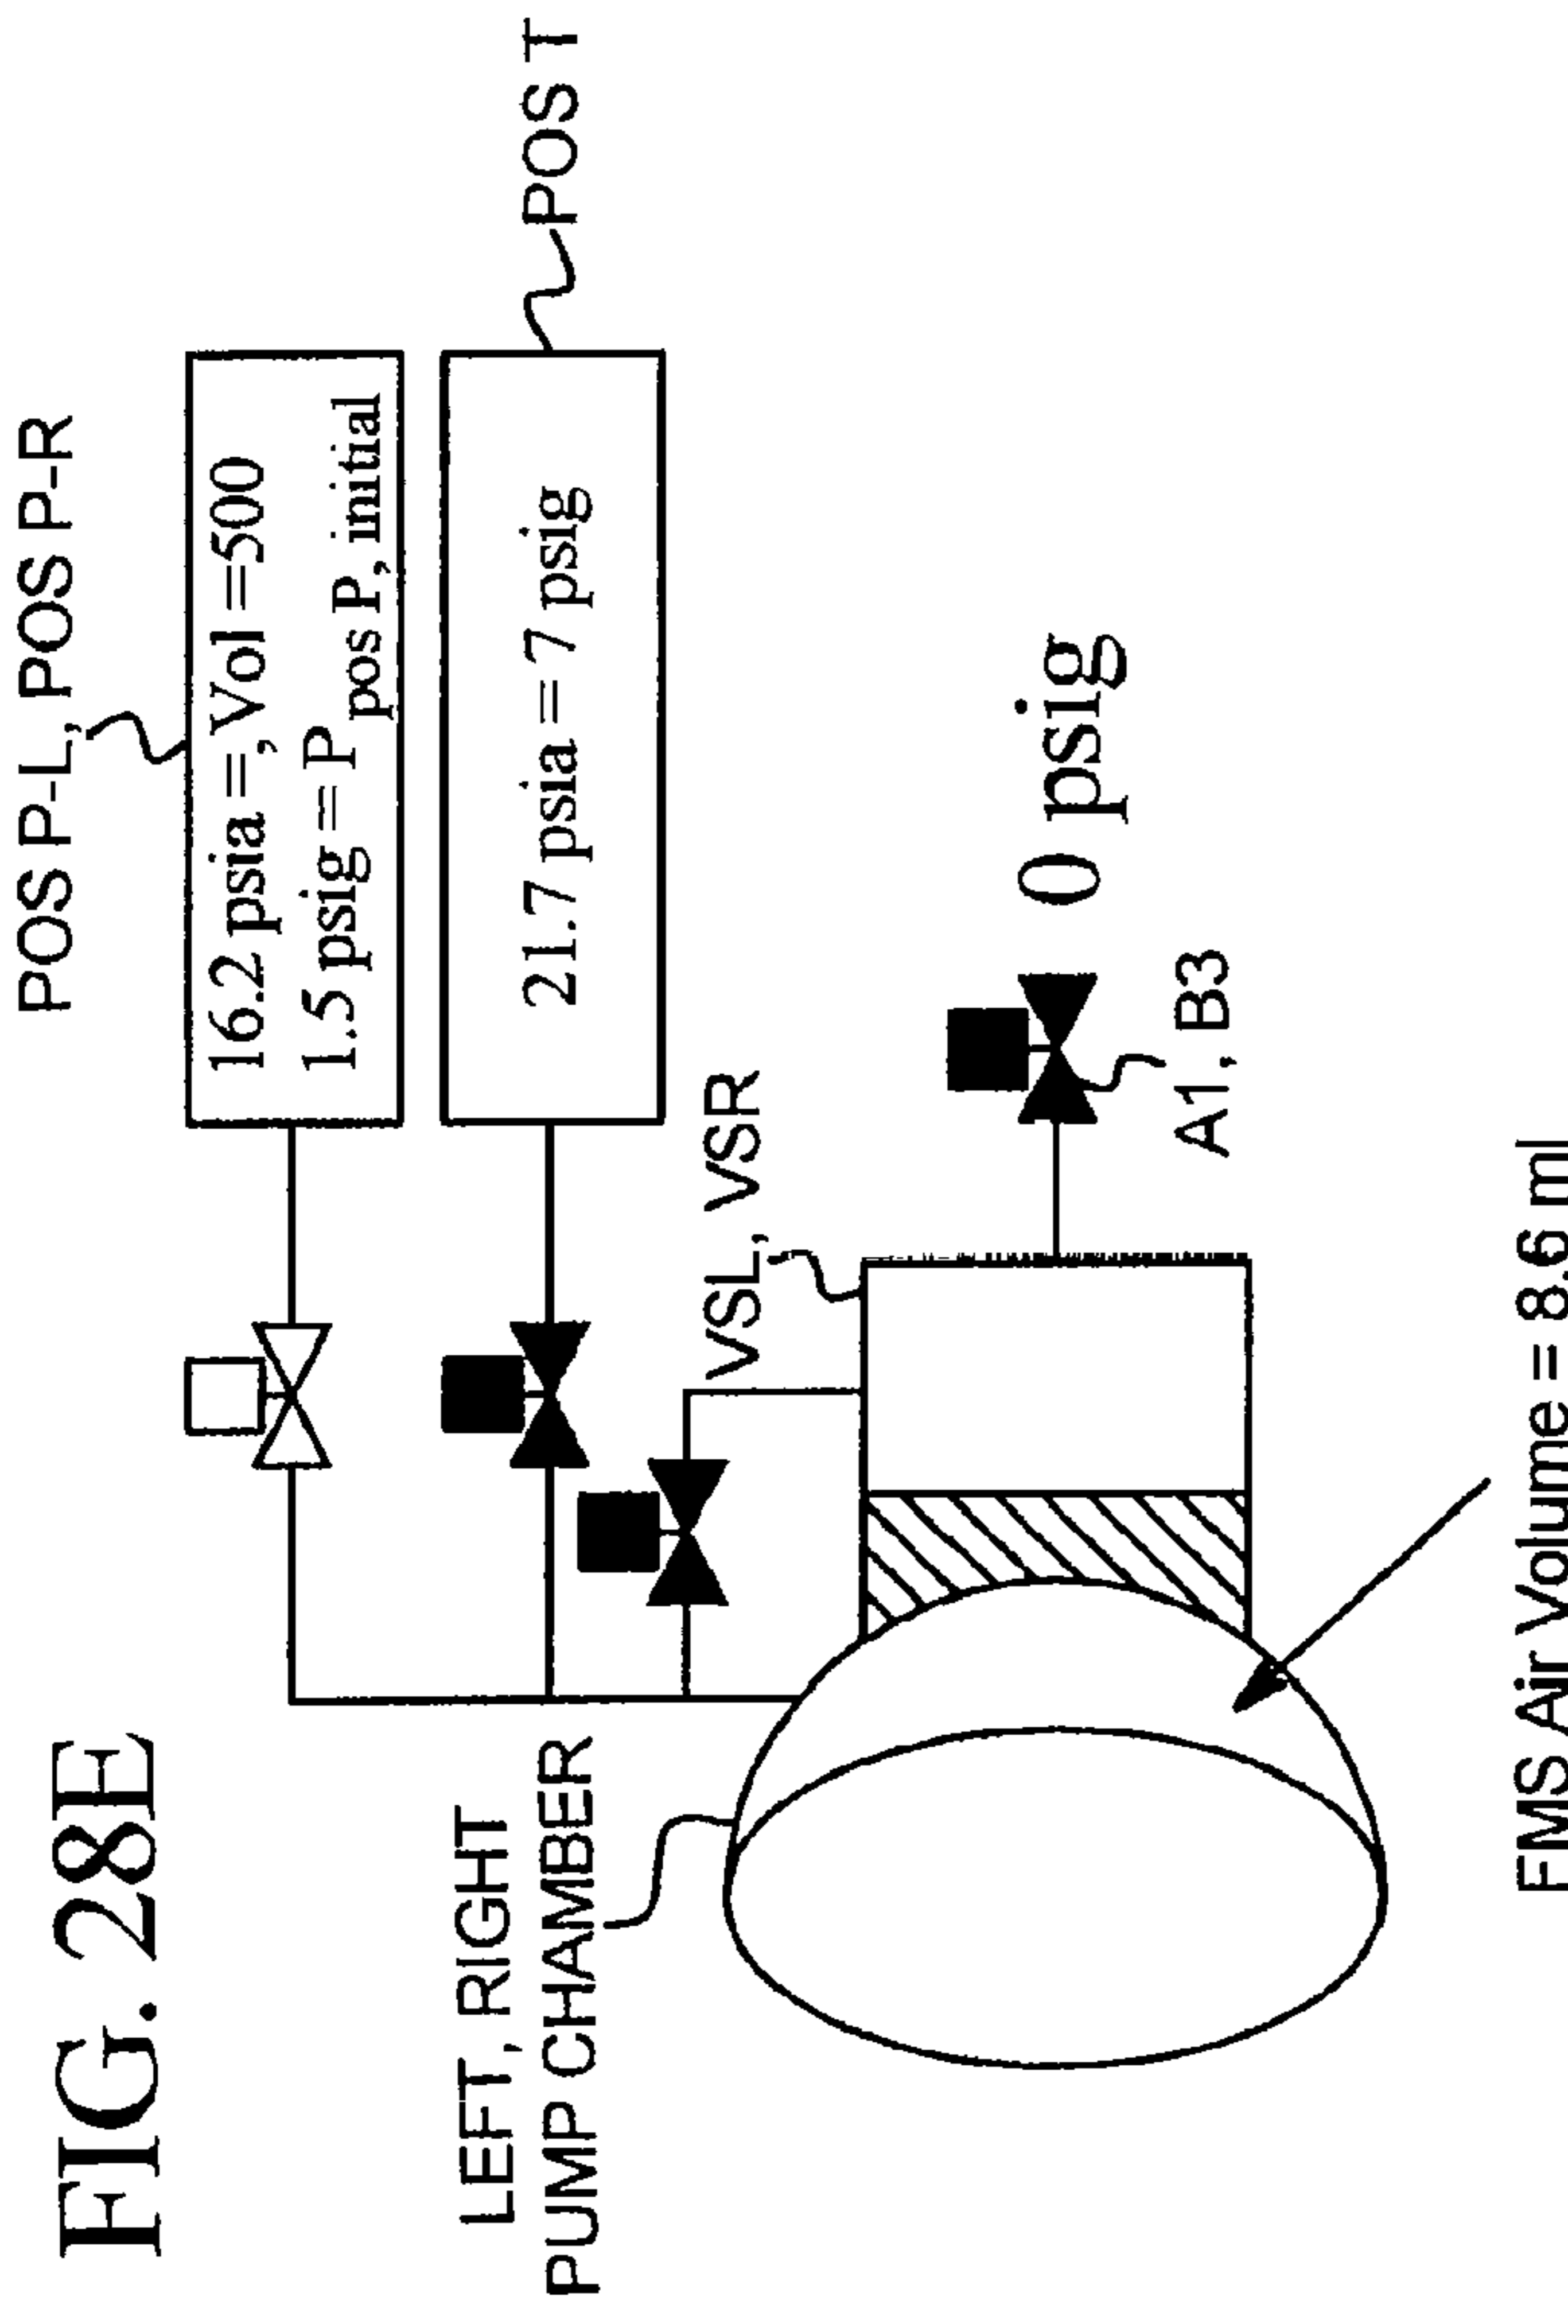 FIG. 28E
POS P-L, POS P-R
16.2 psia =, Vol =500
1.5 psig = P pos P, initial
21.7 psia = 7 psig
POS T
LEFT, RIGHT
PUMP CHAMBER
VSL, VSR
0 psig
A1, B3
FMS Air Volume = 8.6 ml